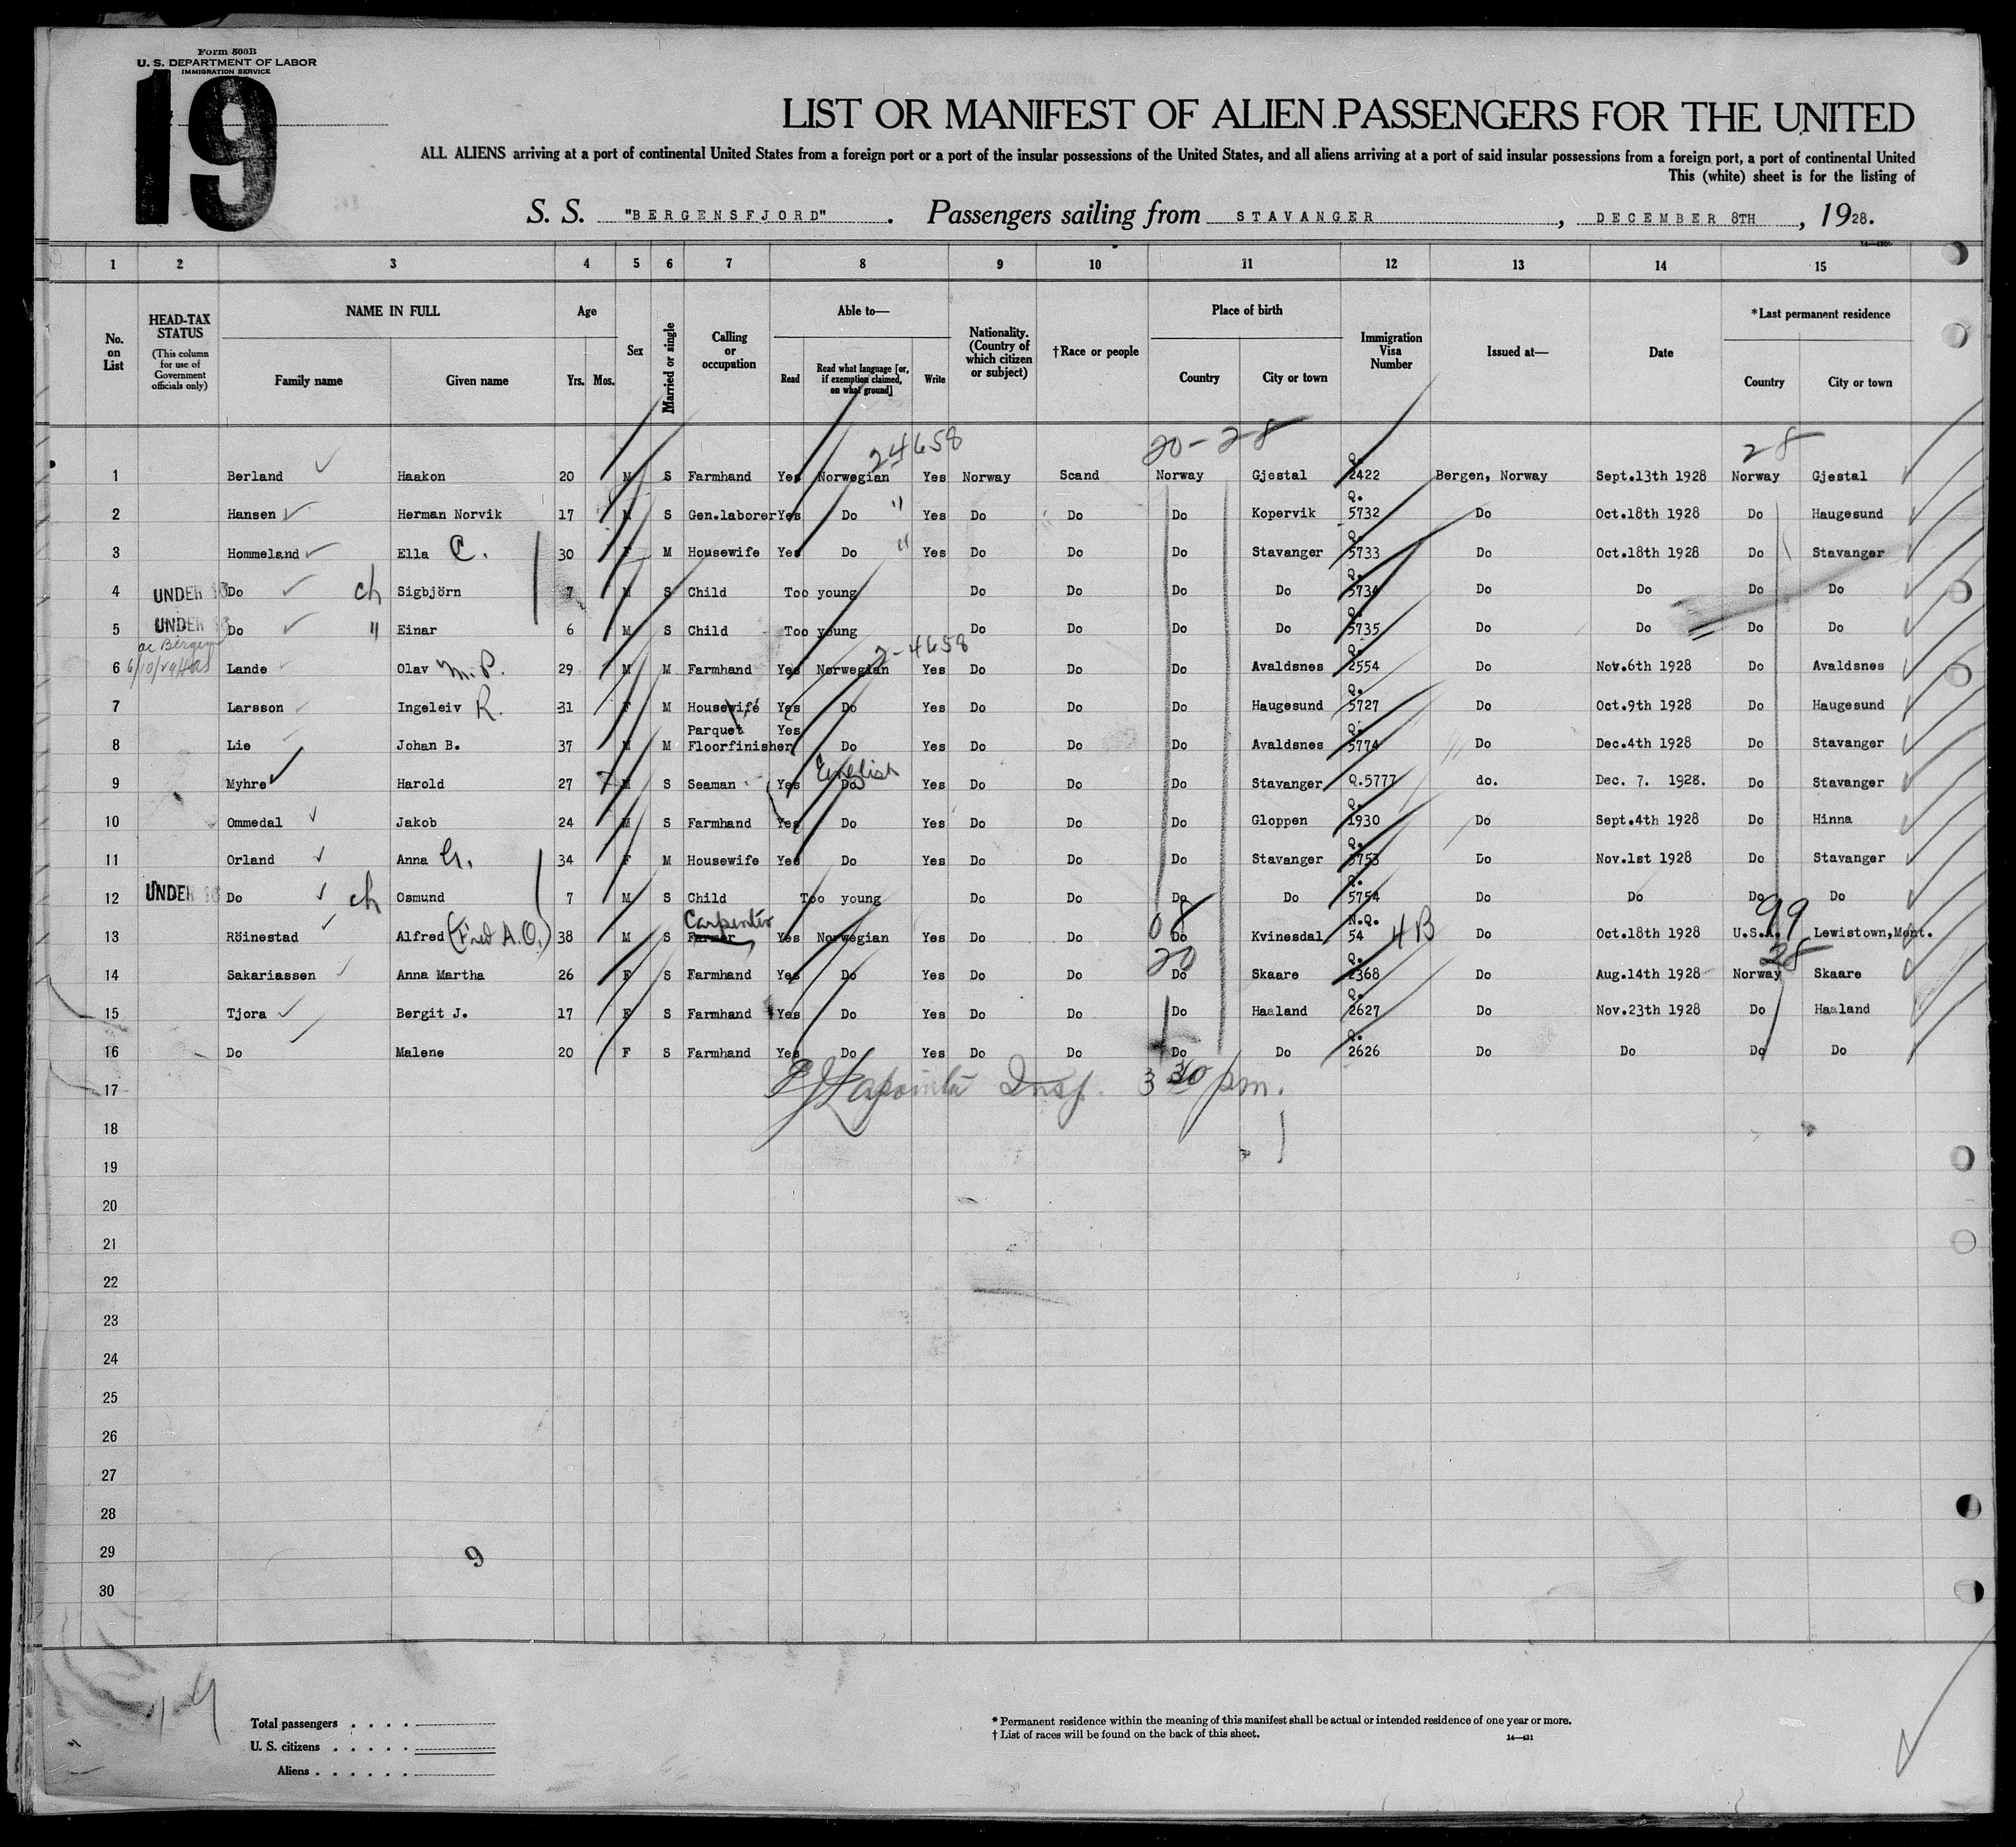 Form 500B
U. S. DEPARTMENT OF LABOR
IMMIGRATION SERVICE
19
LIST OR MANIFEST OF ALIEN PASSENGERS FOR THE UNITED
ALL ALIENS arriving at a port of continental United States from a foreign port or a port of the insular possessions of the United States, and all aliens arriving at a port of said insular possessions from a foreign port, a port of continental United
This (white) sheet is for the listing of
S. S. "BERGENSFJORD". Passengers sailing from STAVANGER, DECEMBER 8TH, 1928.
14—430b
1 2 3 4 5 6 7 8 9 10 11 12 13 14 15
No. on List
HEAD-TAX STATUS (This column for use of Government officials only)
NAME IN FULL
Family name Given name
Age
Yrs. Mos.
Sex
Married or single
Calling or occupation
Able to—
Read Read what language [or, if exemption claimed, on what ground] Write
Nationality. (Country of which citizen or subject)
†Race or people
Place of birth
Country City or town
Immigration Visa Number
Issued at—
Date
*Last permanent residence
Country City or town
24658 20-28 28
1 Berland Haakon 20 M S Farmhand Yes Norwegian Yes Norway Scand Norway Gjestal Q. 2422 Bergen, Norway Sept.13th 1928 Norway Gjestal
2 Hansen Herman Norvik 17 M S Gen.laborer Yes Do " Yes Do Do Do Kopervik Q. 5732 Do Oct.18th 1928 Do Haugesund
3 Hommeland Ella C. 30 F M Housewife Yes Do " Yes Do Do Do Stavanger Q. 5733 Do Oct.18th 1928 Do Stavanger
4 UNDER 16 Do ch Sigbjörn 7 M S Child Too young Do Do Do Do Q. 5734 Do Do Do Do
5 UNDER 16 Do " Einar 6 M S Child Too young Do Do Do Do Q. 5735 Do Do Do Do
2-4658
6 Lande Olav M.P. 29 M M Farmhand Yes Norwegian Yes Do Do Do Avaldsnes Q. 2554 Do Nov.6th 1928 Do Avaldsnes
7 Larsson Ingeleiv R. 31 F M Housewife Yes Do Yes Do Do Do Haugesund Q. 5727 Do Oct.9th 1928 Do Haugesund
8 Lie Johan B. 37 M M Parquet Floorfinisher Yes Do Yes Do Do Do Avaldsnes Q. 5774 Do Dec.4th 1928 Do Stavanger
9 Myhre Harold 27 M S Seaman Yes Do English Yes Do Do Do Stavanger Q.5777 do. Dec. 7. 1928. Do Stavanger
10 Ommedal Jakob 24 M S Farmhand Yes Do Yes Do Do Do Gloppen Q. 1930 Do Sept.4th 1928 Do Hinna
11 Orland Anna G. 34 F M Housewife Yes Do Yes Do Do Do Stavanger Q. 5753 Do Nov.1st 1928 Do Stavanger
12 UNDER 16 Do ch Osmund 7 M S Child Too young Do Do Do Do Q. 5754 Do Do Do Do
13 Röinestad Alfred (Fred A.O.) 38 M S Farmer Carpenter Yes Norwegian Yes Do Do 08 Do Kvinesdal N.Q. 54 4B Do Oct.18th 1928 99 U.S.A. Lewistown,Mont.
14 Sakariassen Anna Martha 26 F S Farmhand Yes Do Yes Do Do 20 Do Skaare Q. 2368 Do Aug.14th 1928 28 Norway Skaare
15 Tjora Bergit J. 17 F S Farmhand Yes Do Yes Do Do Do Haaland Q. 2627 Do Nov.23th 1928 Do Haaland
16 Do Malene 20 F S Farmhand Yes Do Yes Do Do Do Do Q. 2626 Do Do Do Do
17 Insp. 3 30 pm.
18
19
20
21
22
23
24
25
26
27
28
29
9
30
Total passengers . . . .
U. S. citizens . . . . .
Aliens . . . . . .
* Permanent residence within the meaning of this manifest shall be actual or intended residence of one year or more.
† List of races will be found on the back of this sheet.
14—431